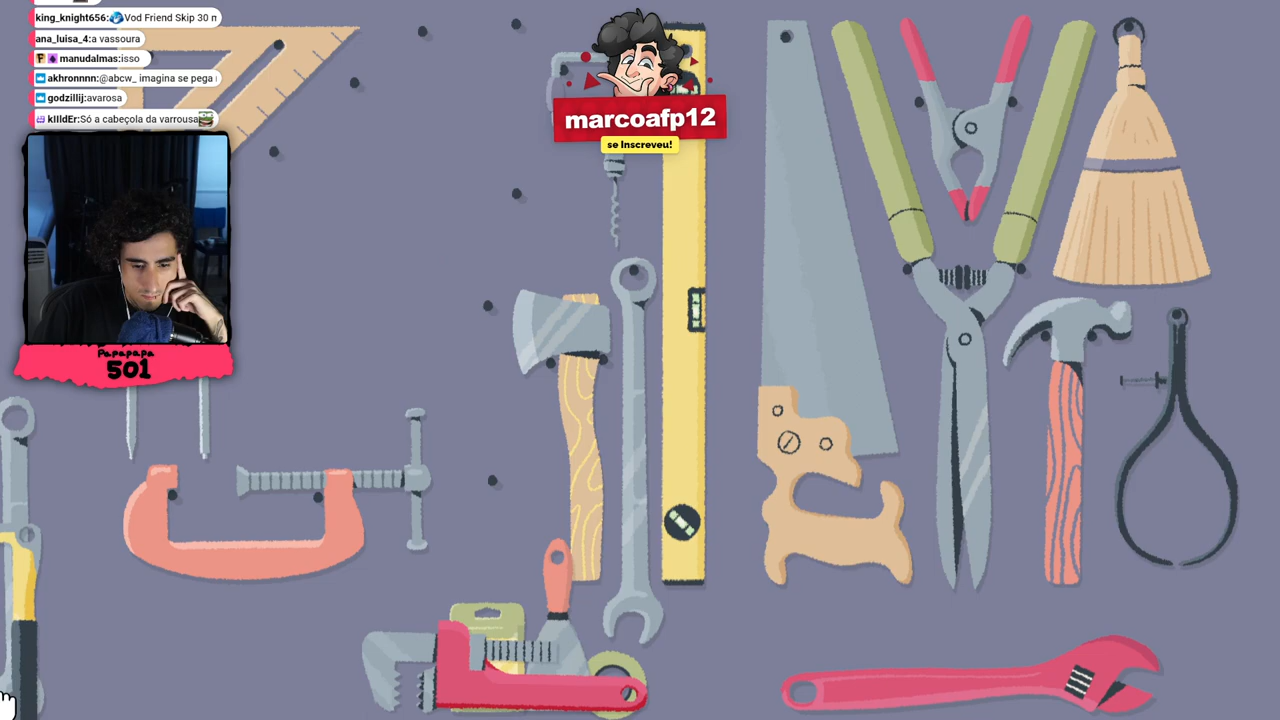 king_knight656:Vod Friend Skip 30 m
ana_luisa_4:a vassoura
manudalmas:isso
akhronnnn:@abcw_ imagina se pega
godzillij:avarosa
kIlldEr:Só a cabeçola da varrousa
marcoafp12
se Inscreveu!
Papapapa
501